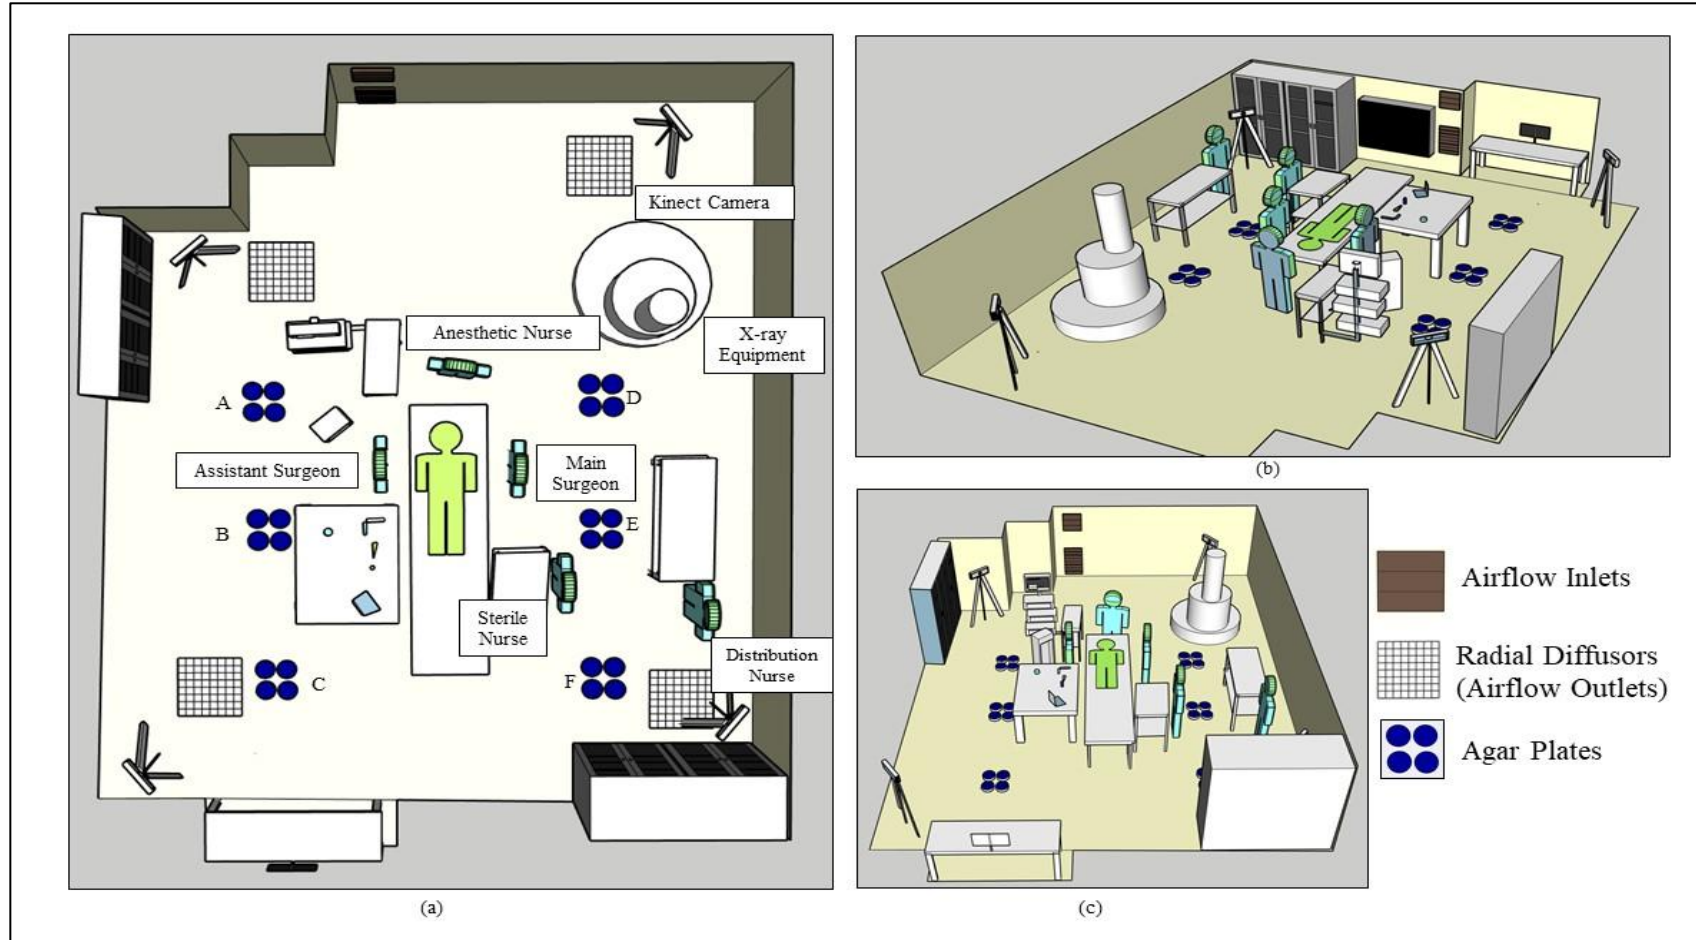 Kinect Camera
Anesthetic Nurse
X-ray
Equipment
A
D
Assistant Surgeon
Main
Surgeon
B
E
Sterile
Nurse
C
F
Distribution
Nurse
(a)
(b)
(c)
Airflow Inlets
Radial Diffusors
(Airflow Outlets)
Agar Plates